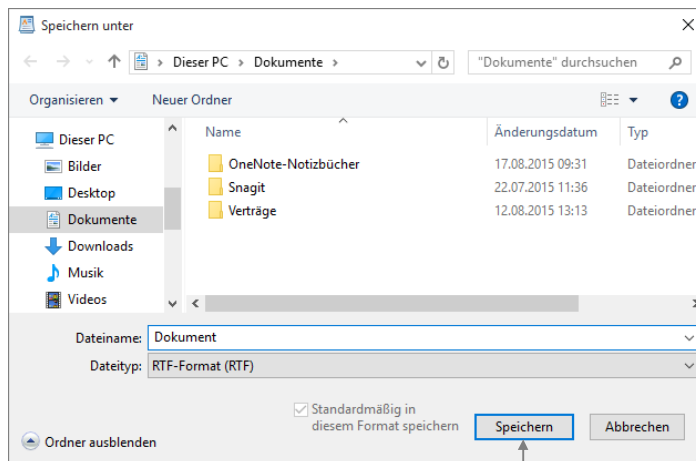 Speichern unter
Dieser PC > Dokumente >
"Dokumente" durchsuchen
Organisieren
Neuer Ordner
Dieser PC
Bilder
Desktop
Dokumente
Downloads
Musik
Videos
Name Änderungsdatum Typ
OneNote-Notizbücher 17.08.2015 09:31 Dateiordner
Snagit 22.07.2015 11:36 Dateiordner
Verträge 12.08.2015 13:13 Dateiordner
Dateiname: Dokument
Dateityp: RTF-Format (RTF)
Standardmäßig in
diesem Format speichern
Speichern
Abbrechen
Ordner ausblenden